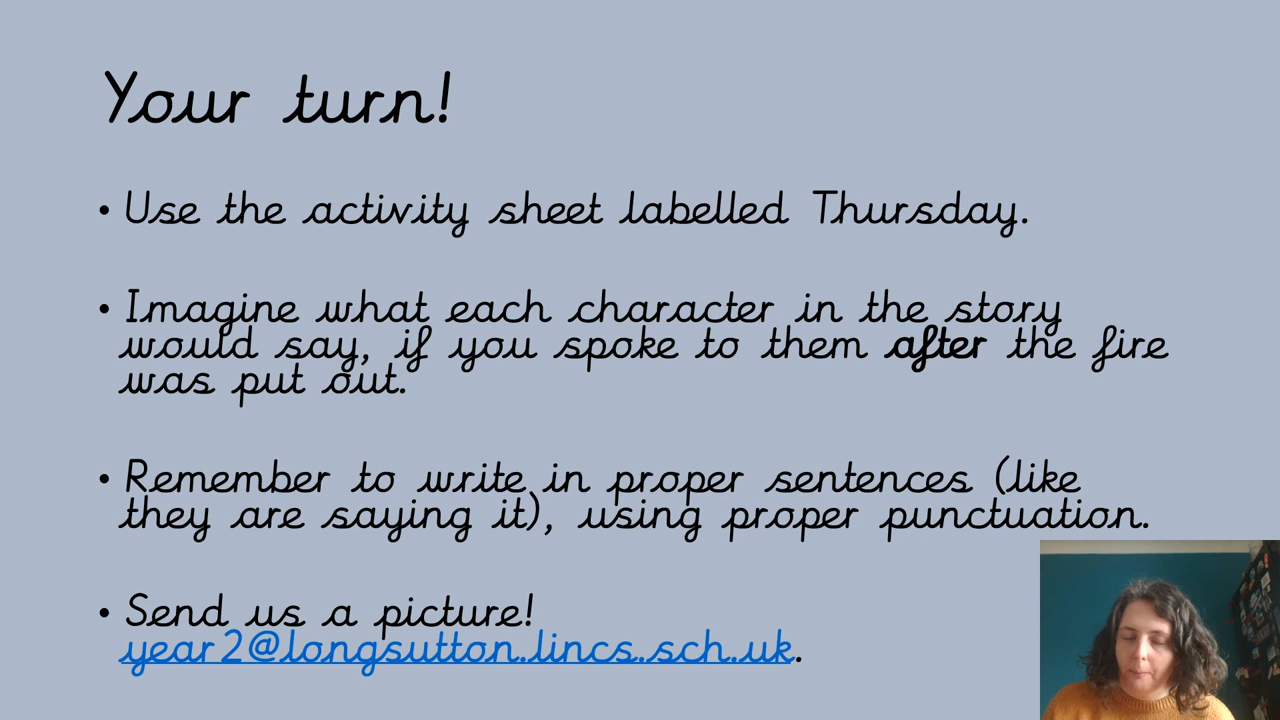 Your turn!
• Use the activity sheet labelled Thursday.
• Imagine what each character in the story
would say, if you spoke to them after the fire
was put out.
• Remember to write in proper sentences (like
they are saying it), using proper punctuation.
• Send us a picture!
year2@longsutton.lincs.sch.uk.